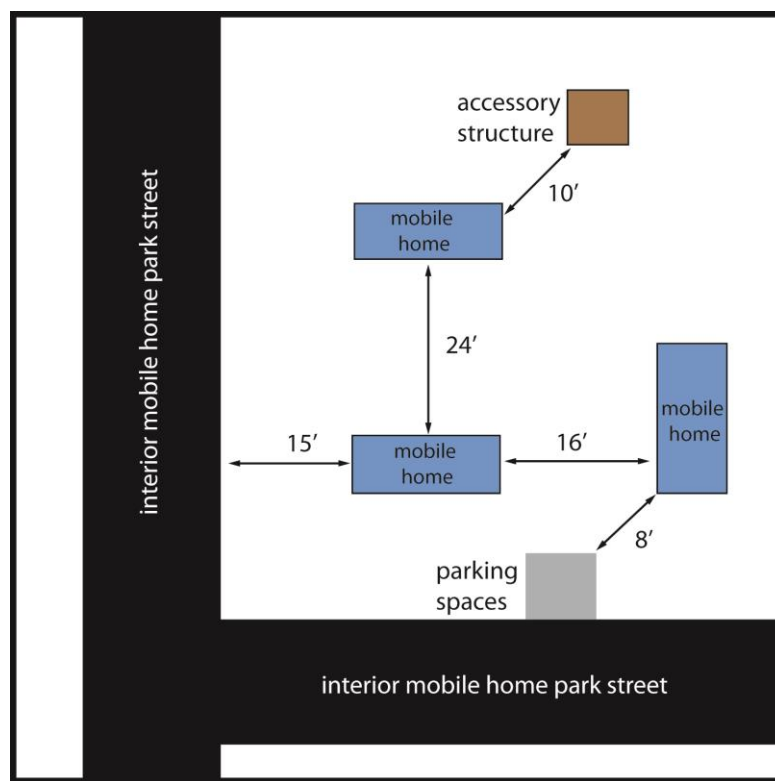 accessory
structure
10’
mobile
home
interior mobile home park street
24’
mobile
home
15’
mobile
home
16’
8’
parking
spaces
interior mobile home park street